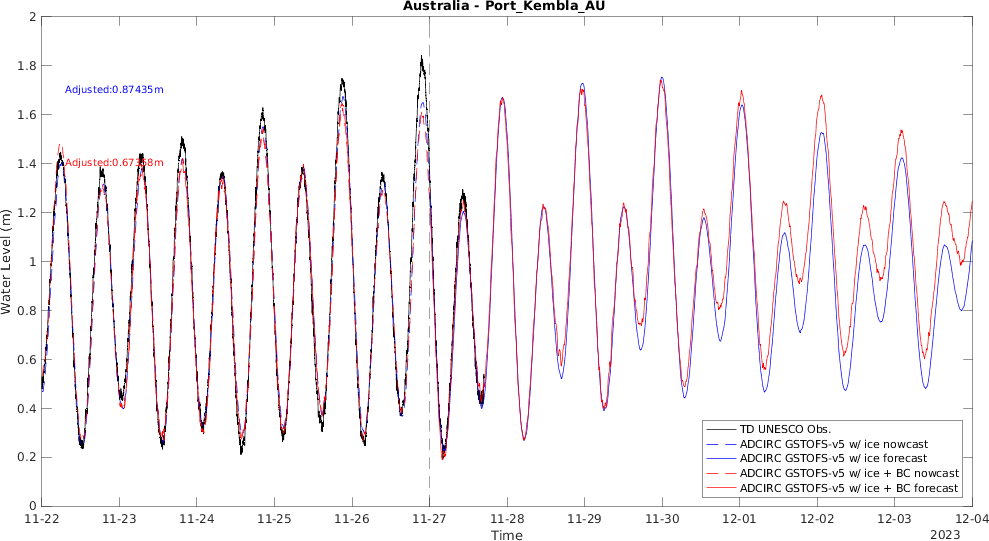 Australia - Port_Kembla_AU
2
1.8
1.6
1.4
1.2
1
0.8
0.6
0.4
0.2
0
Water Level (m)
Adjusted:0.87435m
TD UNESCO Obs.
ADCIRC GSTOFS-v5 w/ ice nowcast
ADCIRC GSTOFS-v5 w/ ice forecast
ADCIRC GSTOFS-v5 w/ ice + BC nowcast
ADCIRC GSTOFS-v5 w/ ice + BC forecast
11-22 11-23 11-24 11-25 11-26 11-27 11-28 11-29 11-30 12-01 12-02 12-03 12-04
Time
2023